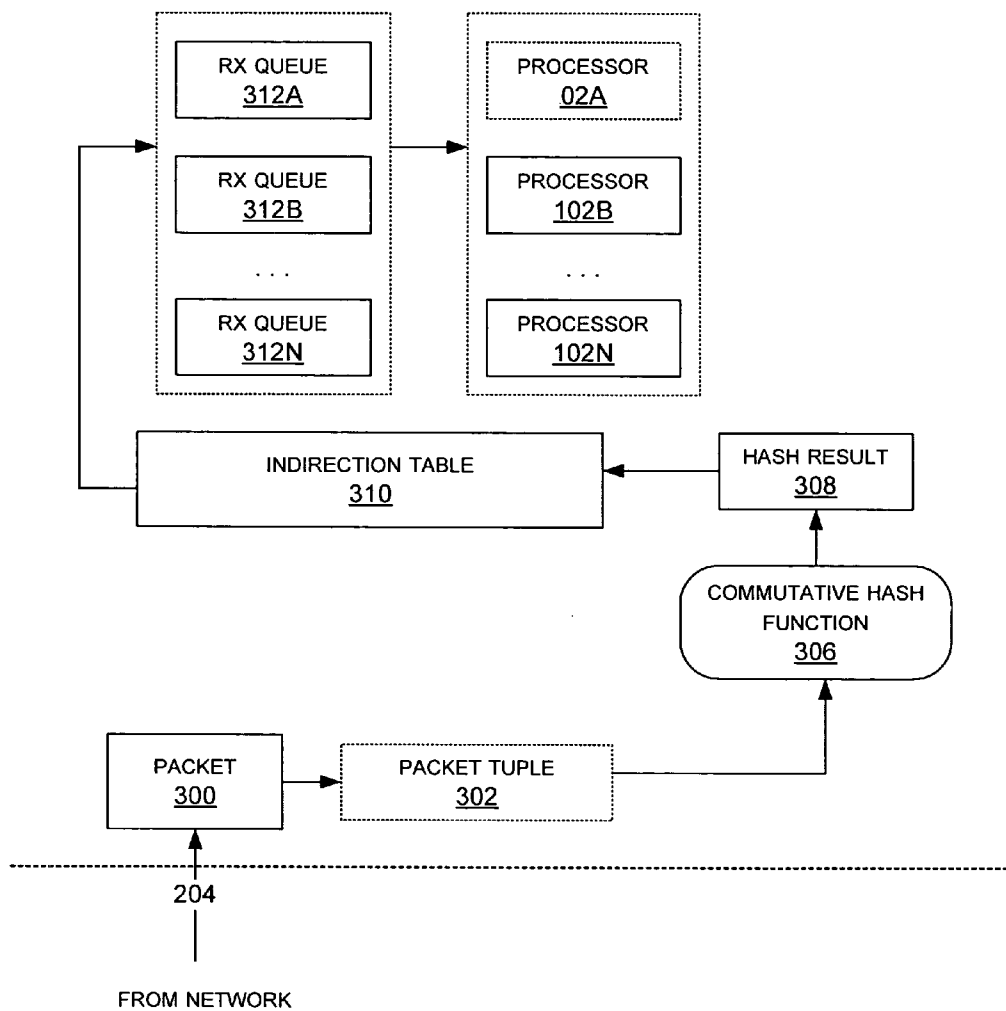 RX QUEUE
312A
PROCESSOR
02A
RX QUEUE
312B
PROCESSOR
102B
. . .
. . .
RX QUEUE
312N
PROCESSOR
102N
INDIRECTION TABLE
310
HASH RESULT
308
COMMUTATIVE HASH
FUNCTION
306
PACKET
300
PACKET TUPLE
302
204
FROM NETWORK